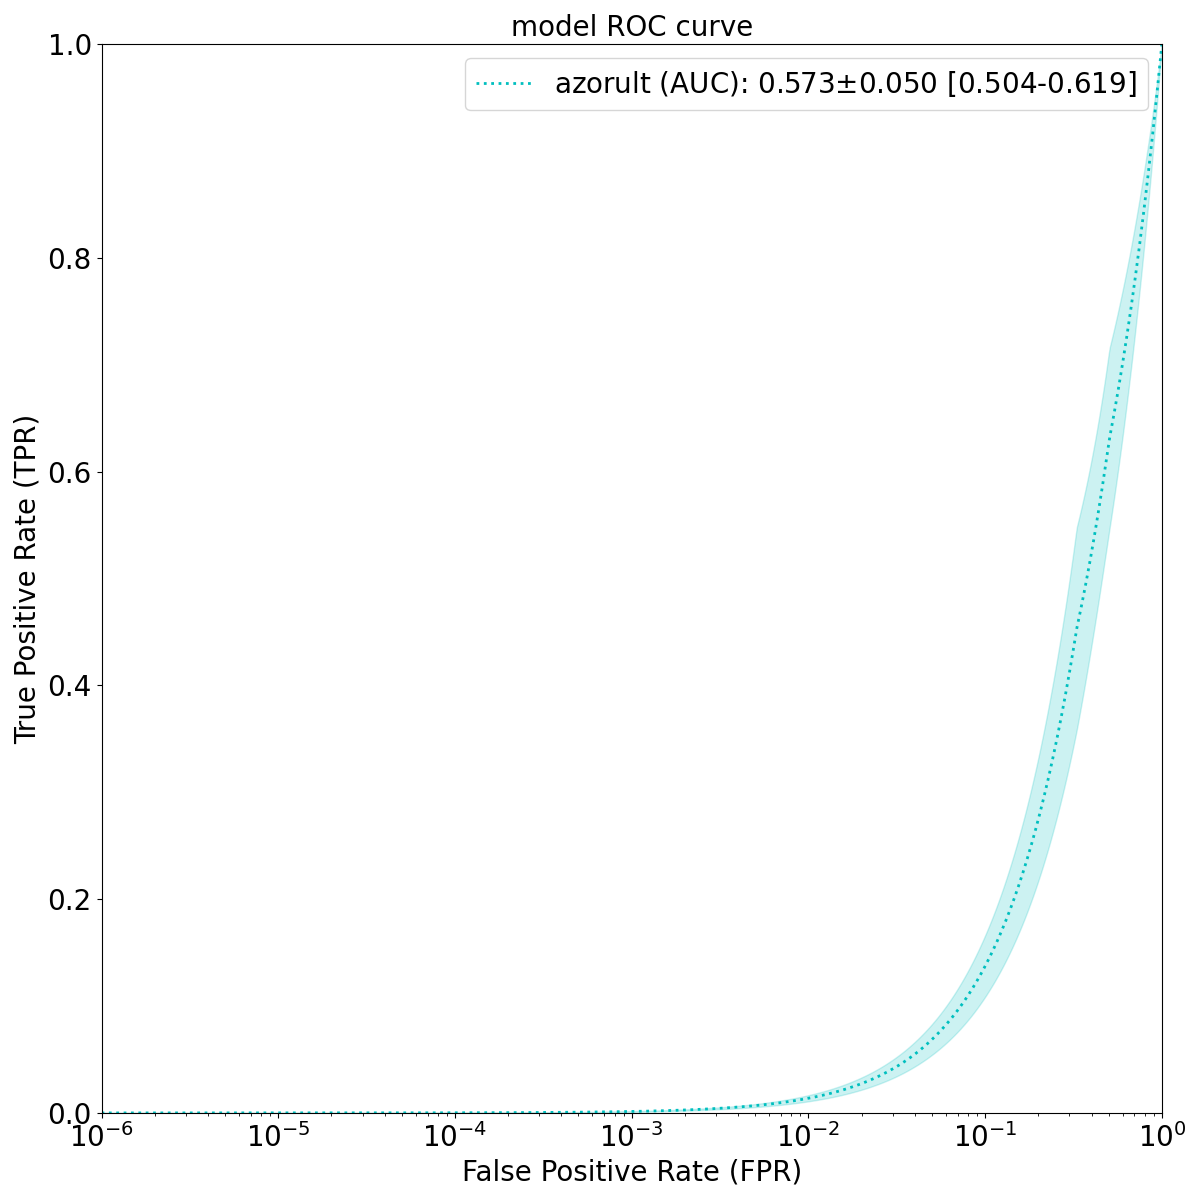 model ROC curve
azorult (AUC): 0.573±0.050 [0.504-0.619]
True Positive Rate (TPR)
1.0
0.8
0.6
0.4
0.2
0.0
10⁻⁶ 10⁻⁵ 10⁻⁴ 10⁻³ 10⁻² 10⁻¹ 10⁰
False Positive Rate (FPR)